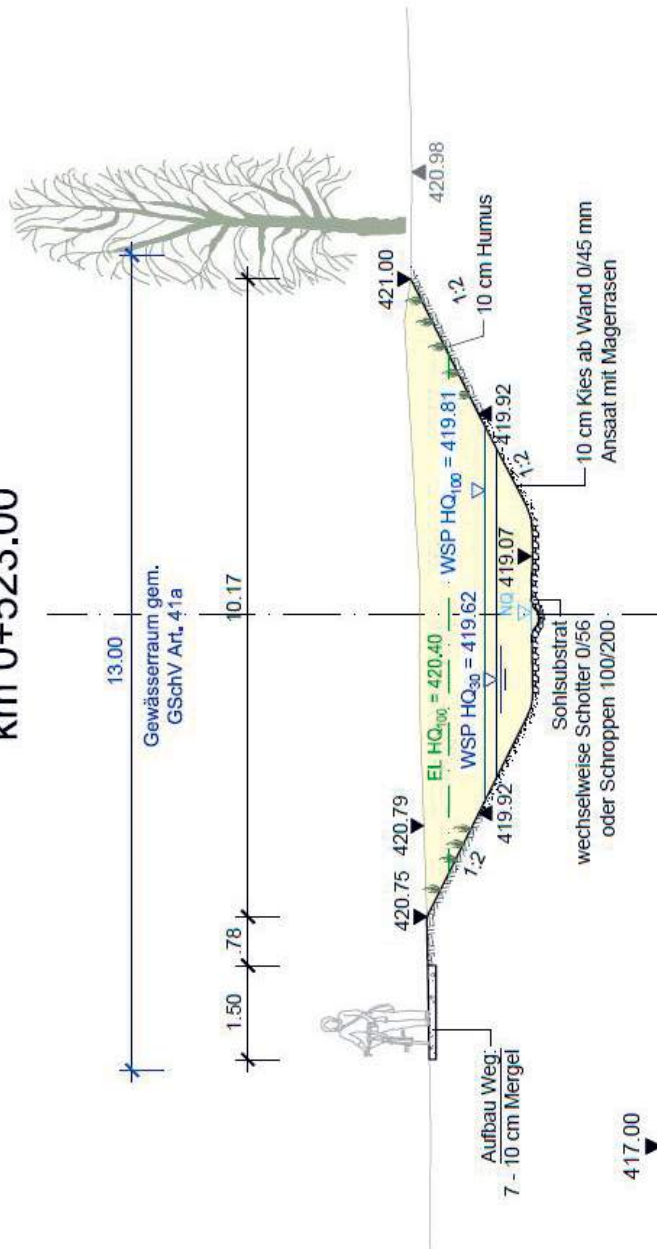 km 0+523.00
13.00
Gewässerraum gem.
GSchV Art. 41a
1.50
.78
10.17
420.75
420.79
421.00
420.98
EL HQ100 = 420.40
WSP HQ30 = 419.62
WSP HQ100 = 419.81
1:2
1:2
1:2
419.92
419.92
NQ
419.07
10 cm Humus
10 cm Kies ab Wand 0/45 mm
Ansaat mit Magerrasen
Sohlsubstrat
wechselweise Schotter 0/56
oder Schroppen 100/200
Aufbau Weg:
7 - 10 cm Mergel
417.00